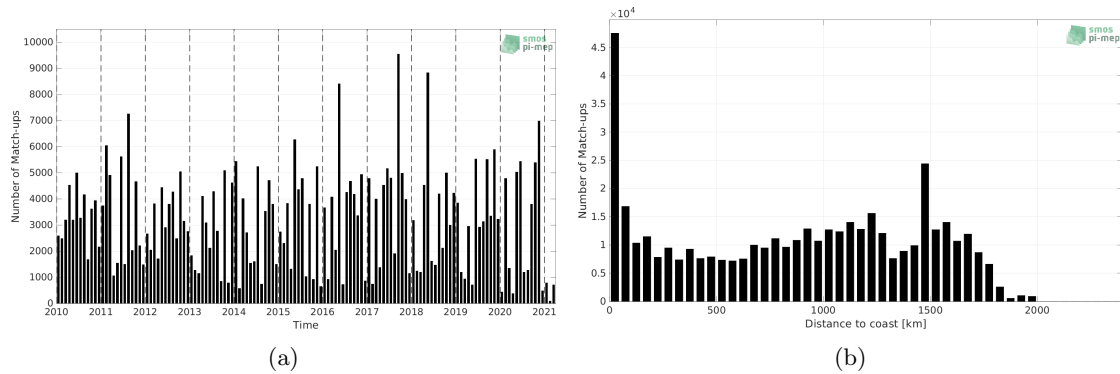 10000
9000
8000
7000
6000
5000
4000
3000
2000
1000
0
Number of Match-ups
2010 2011 2012 2013 2014 2015 2016 2017 2018 2019 2020 2021
Time
smos
pi-mep
(a)
×10⁴
4.5
4
3.5
3
2.5
2
1.5
1
0.5
0
Number of Match-ups
0 500 1000 1500 2000
Distance to coast [km]
smos
pi-mep
(b)